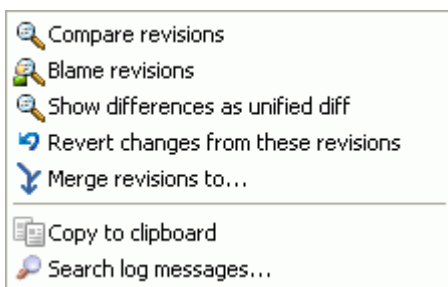 Compare revisions
Blame revisions
Show differences as unified diff
Revert changes from these revisions
Merge revisions to...
Copy to clipboard
Search log messages...